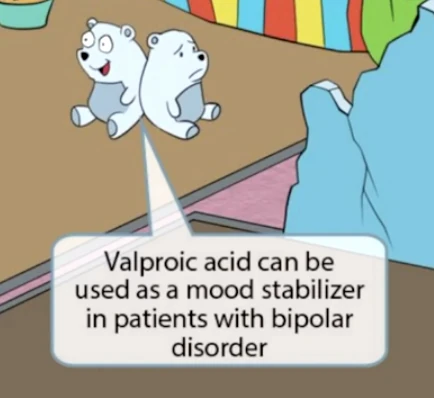 Valproic acid can be
used as a mood stabilizer
in patients with bipolar
disorder